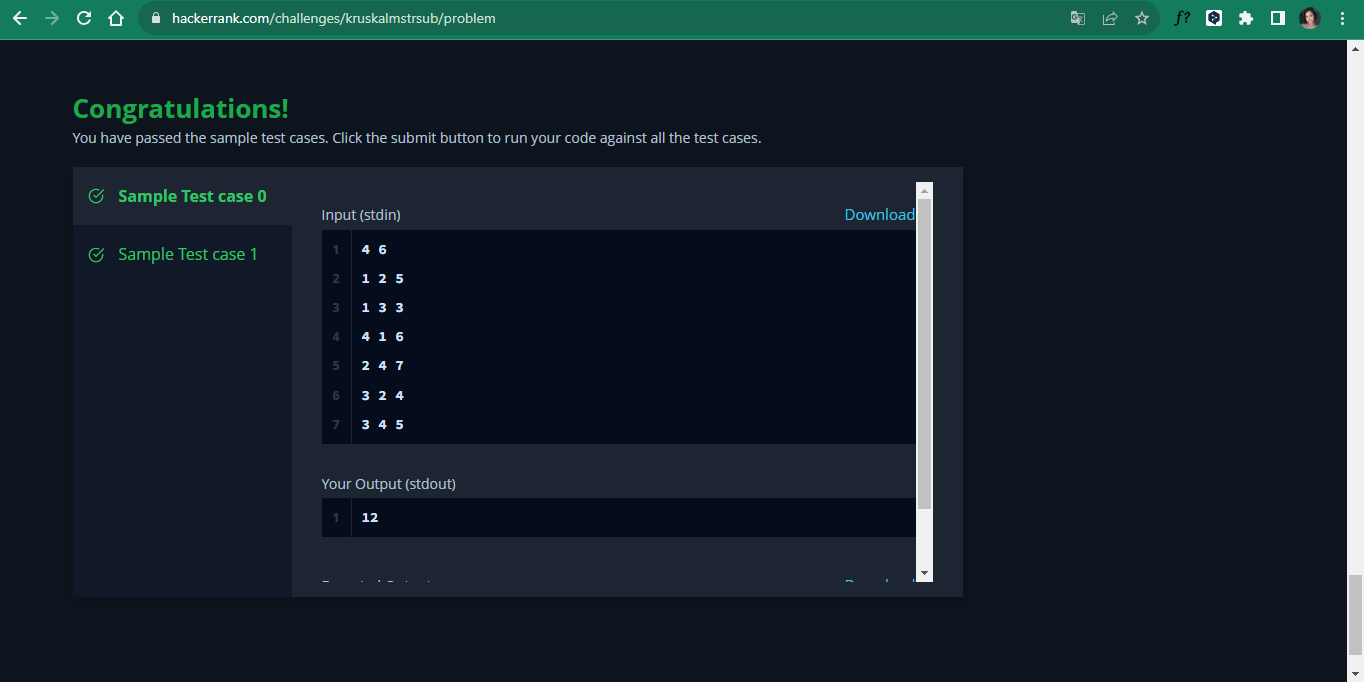 hackerrank.com/challenges/kruskalmstrsub/problem
f?
Congratulations!
You have passed the sample test cases. Click the submit button to run your code against all the test cases.
Sample Test case 0
Sample Test case 1
Input (stdin)
Download
1 4 6
2 1 2 5
3 1 3 3
4 4 1 6
5 2 4 7
6 3 2 4
7 3 4 5
Your Output (stdout)
1 12